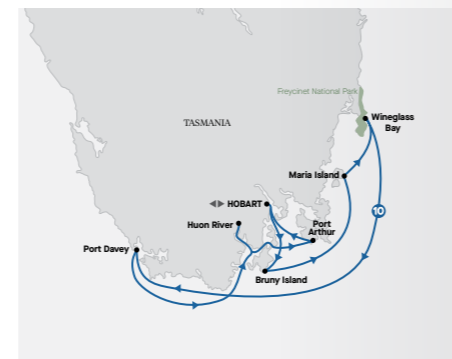 Freycinet National Park
Wineglass
Bay
TASMANIA
Maria Island
HOBART
Huon River
Port
Arthur
10
Port Davey
Bruny Island